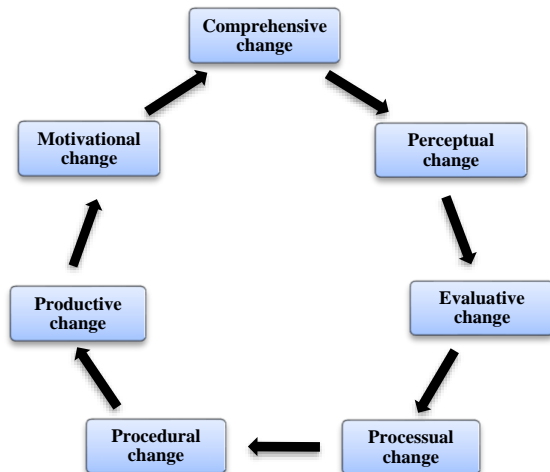 Comprehensive
change
Perceptual
change
Evaluative
change
Processual
change
Procedural
change
Productive
change
Motivational
change